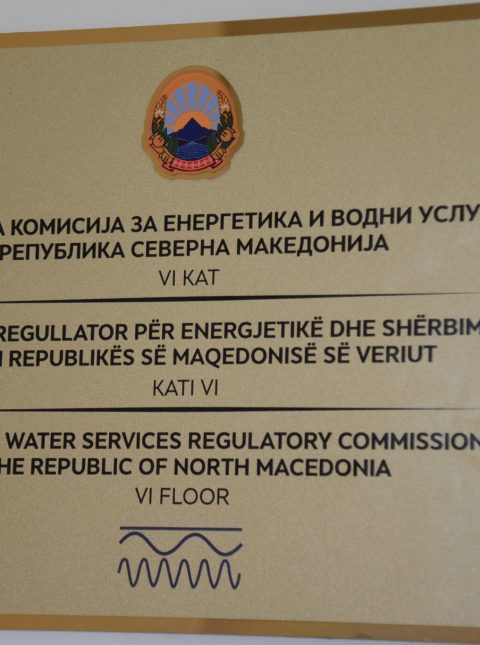 А КОМИСИЈА ЗА ЕНЕРГЕТИКА И ВОДНИ УСЛУ
РЕПУБЛИКА СЕВЕРНА МАКЕДОНИЈА
VI КАТ
REGULLATOR PËR ENERGJETIKË DHE SHËRBIM
I REPUBLIKËS SË MAQEDONISË SË VERIUT
KATI VI
WATER SERVICES REGULATORY COMMISSION
HE REPUBLIC OF NORTH MACEDONIA
VI FLOOR